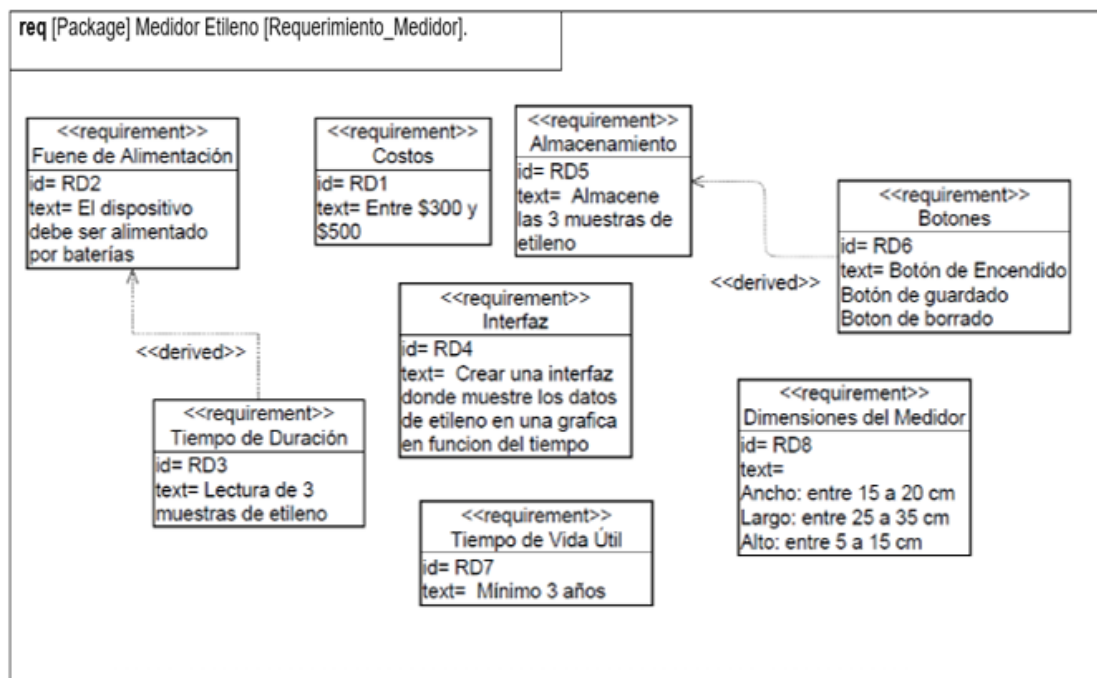 req [Package] Medidor Etileno [Requerimiento_Medidor].
<<requirement>>
Fuene de Alimentación
id= RD2
text= El dispositivo
debe ser alimentado
por baterías
<<requirement>>
Costos
id= RD1
text= Entre $300 y
$500
<<requirement>>
Almacenamiento
id= RD5
text= Almacene
las 3 muestras de
etileno
<<requirement>>
Botones
id= RD6
text= Botón de Encendido
Botón de guardado
Boton de borrado
<<derived>>
<<requirement>>
Interfaz
id= RD4
text= Crear una interfaz
donde muestre los datos
de etileno en una grafica
en funcion del tiempo
<<derived>>
<<requirement>>
Tiempo de Duración
id= RD3
text= Lectura de 3
muestras de etileno
<<requirement>>
Dimensiones del Medidor
id= RD8
text=
Ancho: entre 15 a 20 cm
Largo: entre 25 a 35 cm
Alto: entre 5 a 15 cm
<<requirement>>
Tiempo de Vida Útil
id= RD7
text= Mínimo 3 años